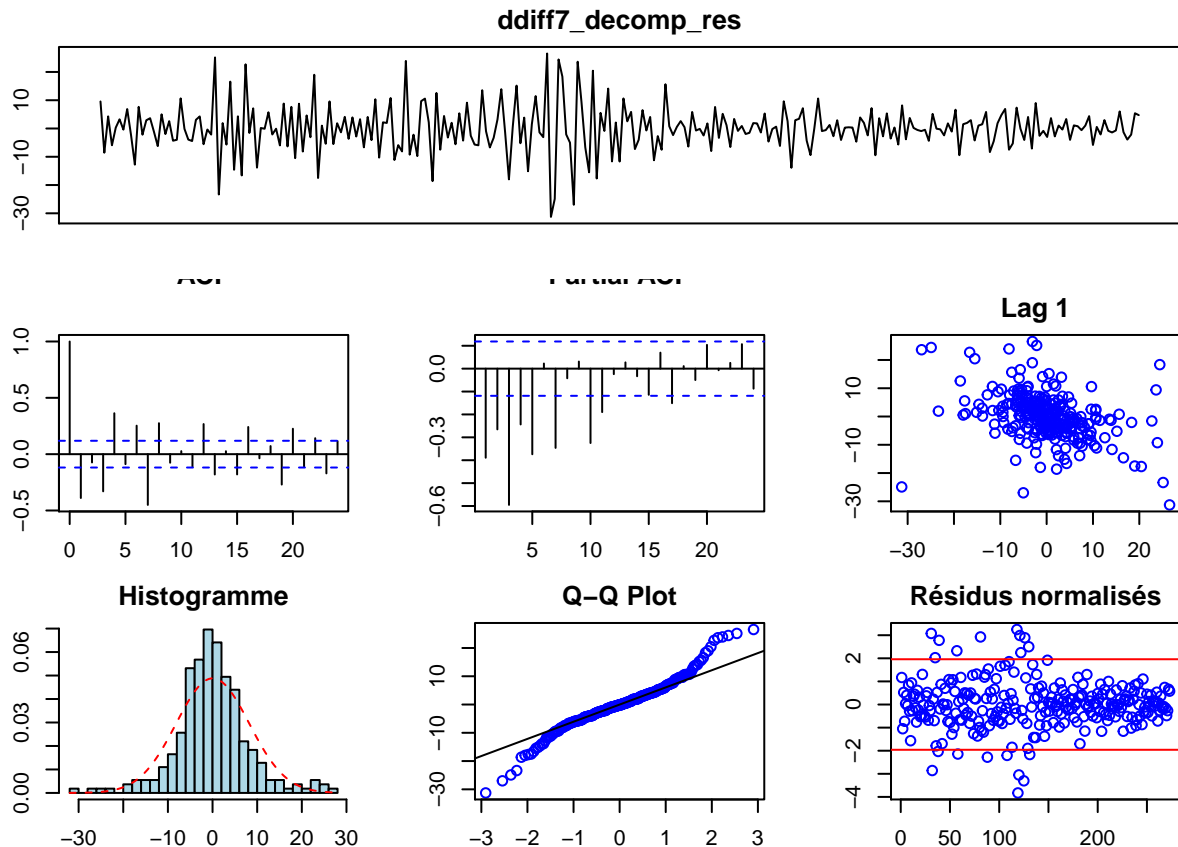 ddiff7_decomp_res
10
−10
−30
ACF
1.0
0.5
0.0
−0.5
0 5 10 15 20
Partial ACF
0.0
−0.3
−0.6
5 10 15 20
Lag 1
10
−10
−30
−30 −10 0 10 20
Histogramme
0.06
0.03
0.00
−30 −10 0 10 20 30
Q−Q Plot
10
−10
−30
−3 −2 −1 0 1 2 3
Résidus normalisés
2
0
−2
−4
0 50 100 200